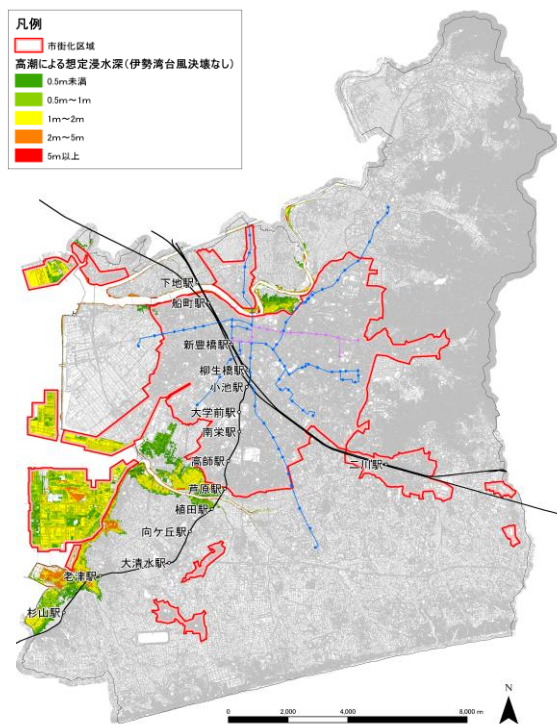 凡例
市街化区域
高潮による想定浸水深(伊勢湾台風決壊なし)
0.5m未満
0.5m～1m
1m～2m
2m～5m
5m以上
下地駅
船町駅
新豊橋駅
柳生橋駅
小池駅
大学前駅
南栄駅
高師駅
二川駅
芦原駅
植田駅
向ケ丘駅
大清水駅
老津駅
杉山駅
N
0 2,000 4,000 8,000 m